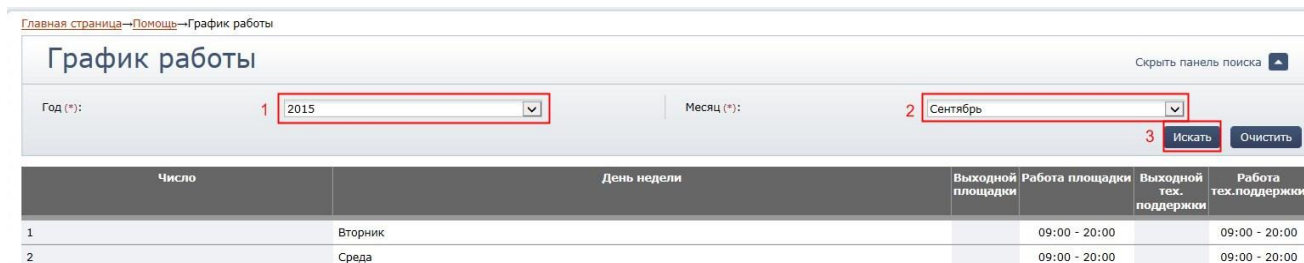 Главная страница→Помощь→График работы
График работы
Скрыть панель поиска
Год (*):
1
2015
Месяц (*):
2
Сентябрь
3
Искать
Очистить
Число
День недели
Выходной
площадки
Работа площадки
Выходной
тех.
поддержки
Работа
тех.поддержки
1 Вторник 09:00 - 20:00 09:00 - 20:00
2 Среда 09:00 - 20:00 09:00 - 20:00